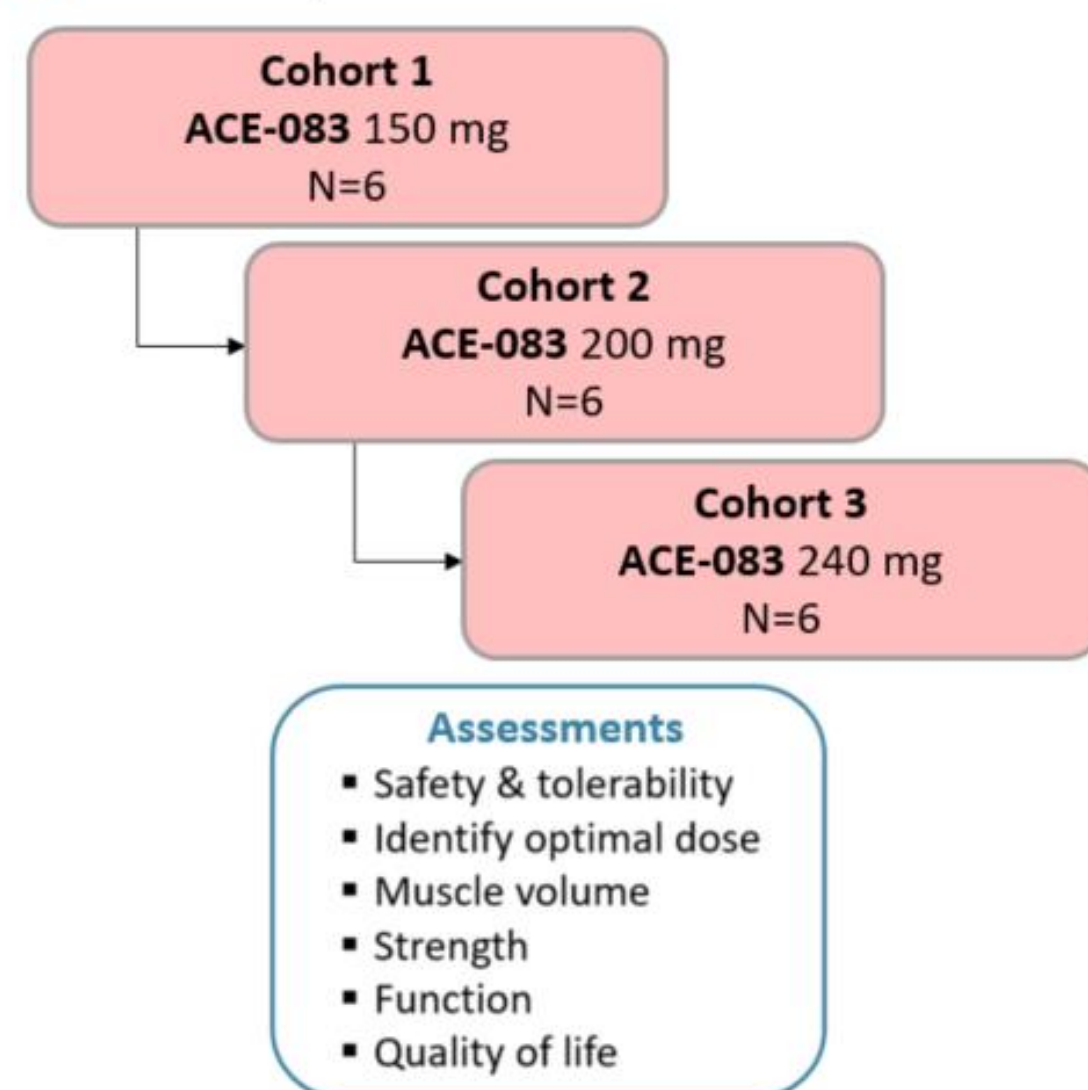 Cohort 1
ACE-083 150 mg
N=6
Cohort 2
ACE-083 200 mg
N=6
Cohort 3
ACE-083 240 mg
N=6
Assessments
▪ Safety & tolerability
▪ Identify optimal dose
▪ Muscle volume
▪ Strength
▪ Function
▪ Quality of life